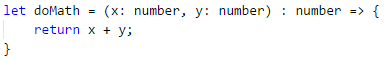 let doMath = (x: number, y: number) : number => {
    return x + y;
}